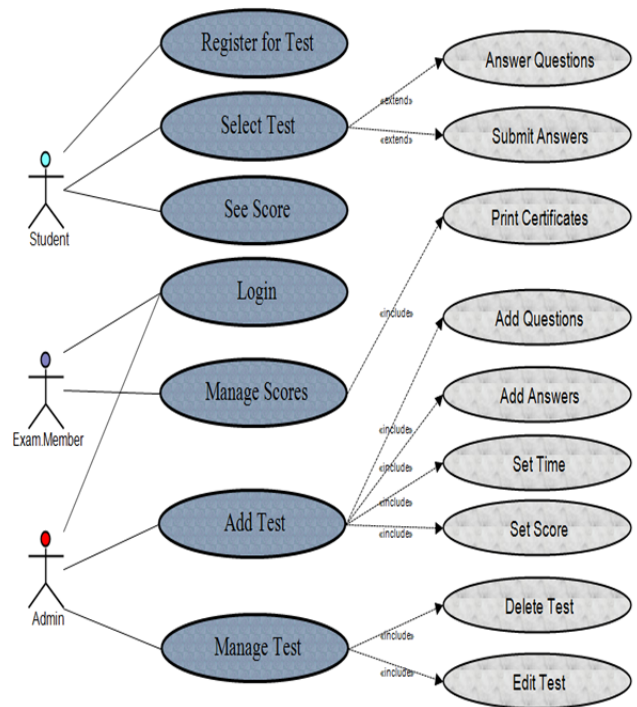 Register for Test
Answer Questions
«extend»
Select Test
«extend»
Submit Answers
Student
See Score
Print Certificates
Login
«include»
Add Questions
Exam.Member
Manage Scores
Add Answers
«include»
«include»
Set Time
«include»
Add Test
«include»
Set Score
Admin
Delete Test
«include»
Manage Test
«include»
Edit Test